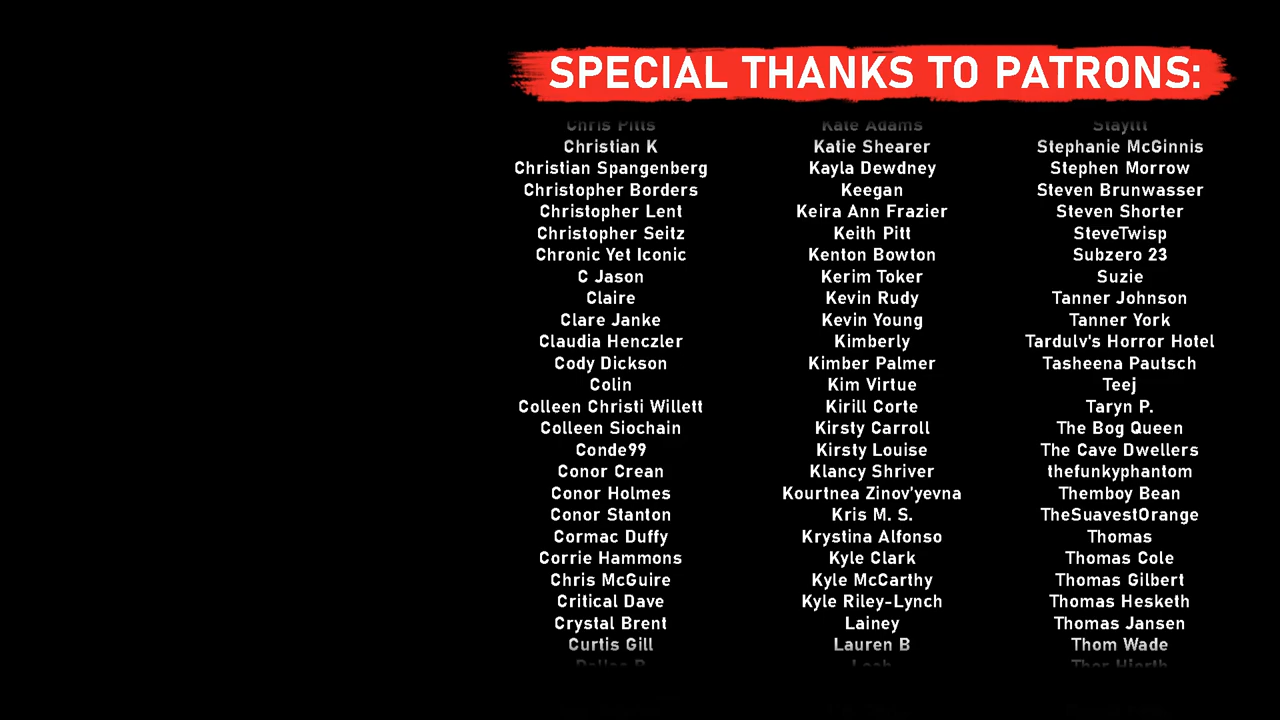 SPECIAL THANKS TO PATRONS:
Chris Pitts
Christian K
Christian Spangenberg
Christopher Borders
Christopher Lent
Christopher Seitz
Chronic Yet Iconic
C Jason
Claire
Clare Janke
Claudia Henczler
Cody Dickson
Colin
Colleen Christi Willett
Colleen Siochain
Conde99
Conor Crean
Conor Holmes
Conor Stanton
Cormac Duffy
Corrie Hammons
Chris McGuire
Critical Dave
Crystal Brent
Curtis Gill
Kate Adams
Katie Shearer
Kayla Dewdney
Keegan
Keira Ann Frazier
Keith Pitt
Kenton Bowton
Kerim Toker
Kevin Rudy
Kevin Young
Kimberly
Kimber Palmer
Kim Virtue
Kirill Corte
Kirsty Carroll
Kirsty Louise
Klancy Shriver
Kourtnea Zinov'yevna
Kris M. S.
Krystina Alfonso
Kyle Clark
Kyle McCarthy
Kyle Riley-Lynch
Lainey
Lauren B
Leah
Stephanie McGinnis
Stephen Morrow
Steven Brunwasser
Steven Shorter
SteveTwisp
Subzero 23
Suzie
Tanner Johnson
Tanner York
Tardulv's Horror Hotel
Tasheena Pautsch
Teej
Taryn P.
The Bog Queen
The Cave Dwellers
thefunkyphantom
Themboy Bean
TheSuavestOrange
Thomas
Thomas Cole
Thomas Gilbert
Thomas Hesketh
Thomas Jansen
Thom Wade